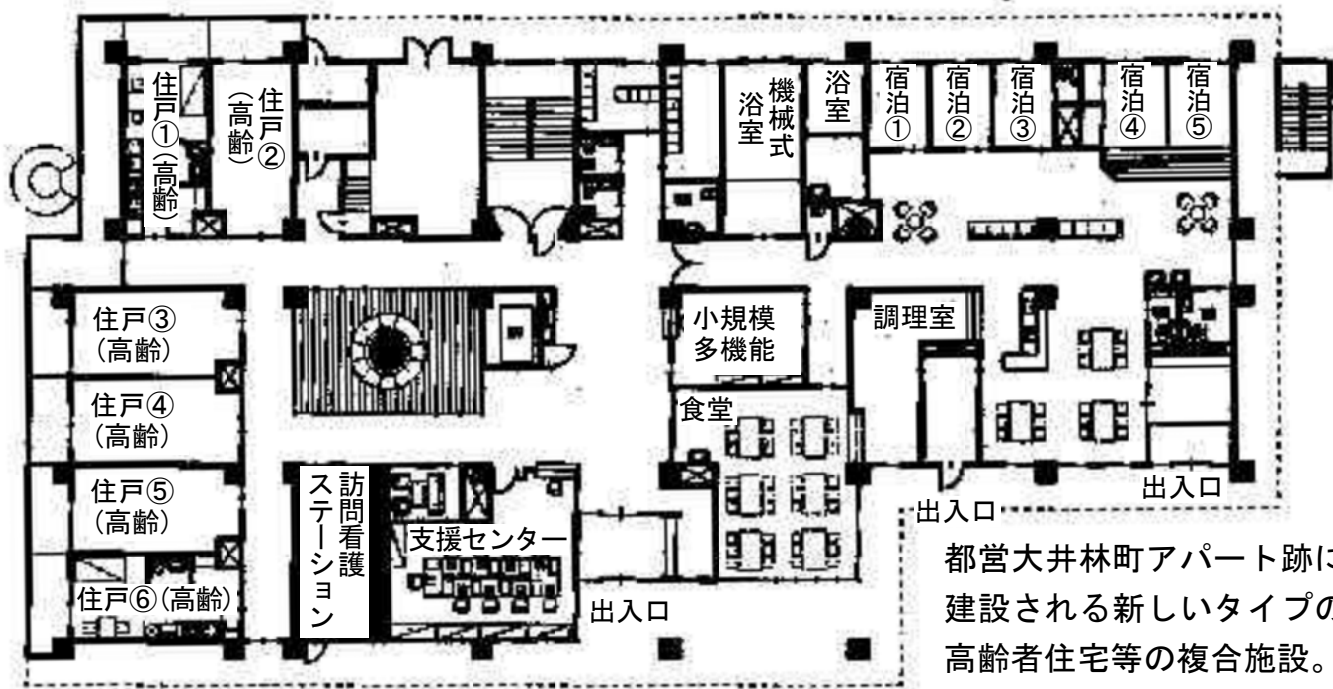 住戸①(高齢)
住戸②
(高齢)
機械式
浴室
浴室
宿泊①
宿泊②
宿泊③
宿泊④
宿泊⑤
住戸③
(高齢)
住戸④
(高齢)
住戸⑤
(高齢)
住戸⑥(高齢)
訪問看護
ステーション
支援センター
小規模
多機能
食堂
調理室
出入口
出入口
出入口
都営大井林町アパート跡に
建設される新しいタイプの
高齢者住宅等の複合施設。